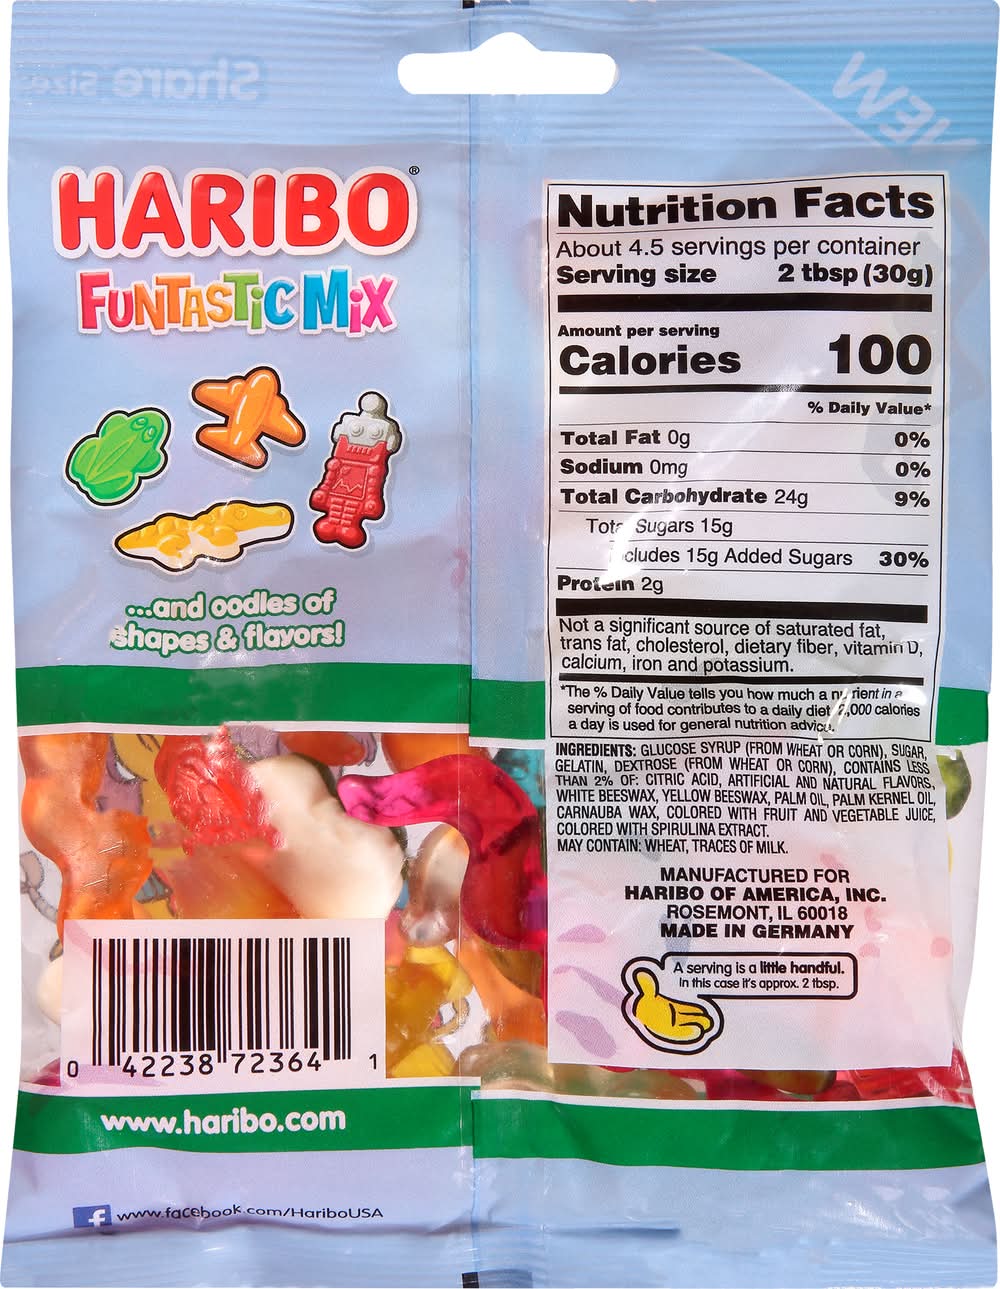 Share Size
NEW
HARIBO®
FUNTASTIC MIX
...and oodles of
shapes & flavors!
0 42238 72364 1
www.haribo.com
f www.facebook.com/HariboUSA
Nutrition Facts
About 4.5 servings per container
Serving size 2 tbsp (30g)
Amount per serving
Calories 100
% Daily Value*
Total Fat 0g 0%
Sodium 0mg 0%
Total Carbohydrate 24g 9%
Total Sugars 15g
Includes 15g Added Sugars 30%
Protein 2g
Not a significant source of saturated fat,
trans fat, cholesterol, dietary fiber, vitamin D,
calcium, iron and potassium.
*The % Daily Value tells you how much a nutrient in a
serving of food contributes to a daily diet. 2,000 calories
a day is used for general nutrition advice.
INGREDIENTS: GLUCOSE SYRUP (FROM WHEAT OR CORN), SUGAR,
GELATIN, DEXTROSE (FROM WHEAT OR CORN), CONTAINS LESS
THAN 2% OF: CITRIC ACID, ARTIFICIAL AND NATURAL FLAVORS,
WHITE BEESWAX, YELLOW BEESWAX, PALM OIL, PALM KERNEL OIL,
CARNAUBA WAX, COLORED WITH FRUIT AND VEGETABLE JUICE,
COLORED WITH SPIRULINA EXTRACT.
MAY CONTAIN: WHEAT, TRACES OF MILK.
MANUFACTURED FOR
HARIBO OF AMERICA, INC.
ROSEMONT, IL 60018
MADE IN GERMANY
A serving is a little handful.
In this case it's approx. 2 tbsp.